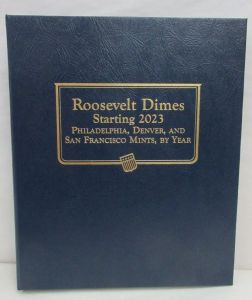 Roosevelt Dimes
Starting 2023
Philadelphia, Denver, and
San Francisco Mints, by Year